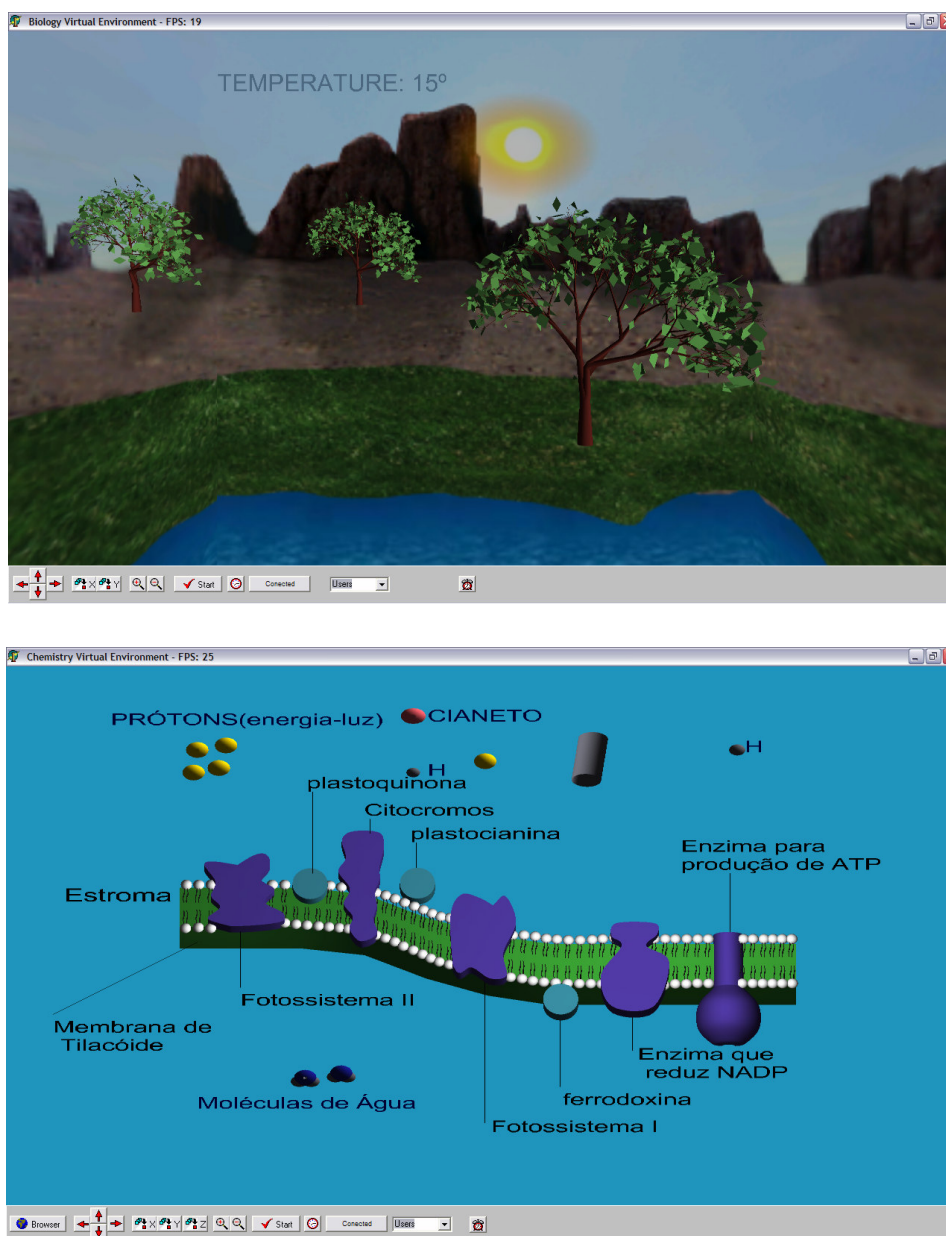 Biology Virtual Environment - FPS: 19
TEMPERATURE: 15º
X Y Start Conected Users
Chemistry Virtual Environment - FPS: 25
PRÓTONS(energia-luz) CIANETO
H H
plastoquinona
Citocromos
plastocianina
Enzima para
produção de ATP
Estroma
Fotossistema II
Membrana de
Tilacóide
Enzima que
reduz NADP
Moléculas de Água
ferrodoxina
Fotossistema I
Browser X Y Z Start Conected Users